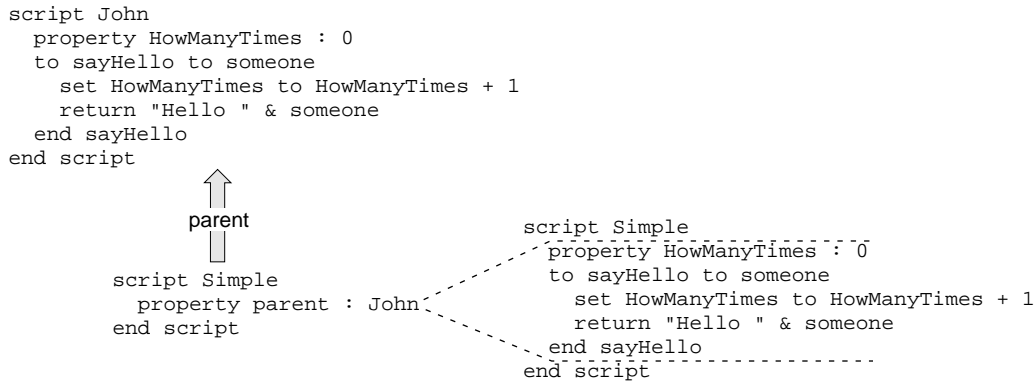 script John
property HowManyTimes : 0
to sayHello to someone
set HowManyTimes to HowManyTimes + 1
return "Hello " & someone
end sayHello
end script
parent
script Simple
property parent : John
end script
script Simple
property HowManyTimes : 0
to sayHello to someone
set HowManyTimes to HowManyTimes + 1
return "Hello " & someone
end sayHello
end script